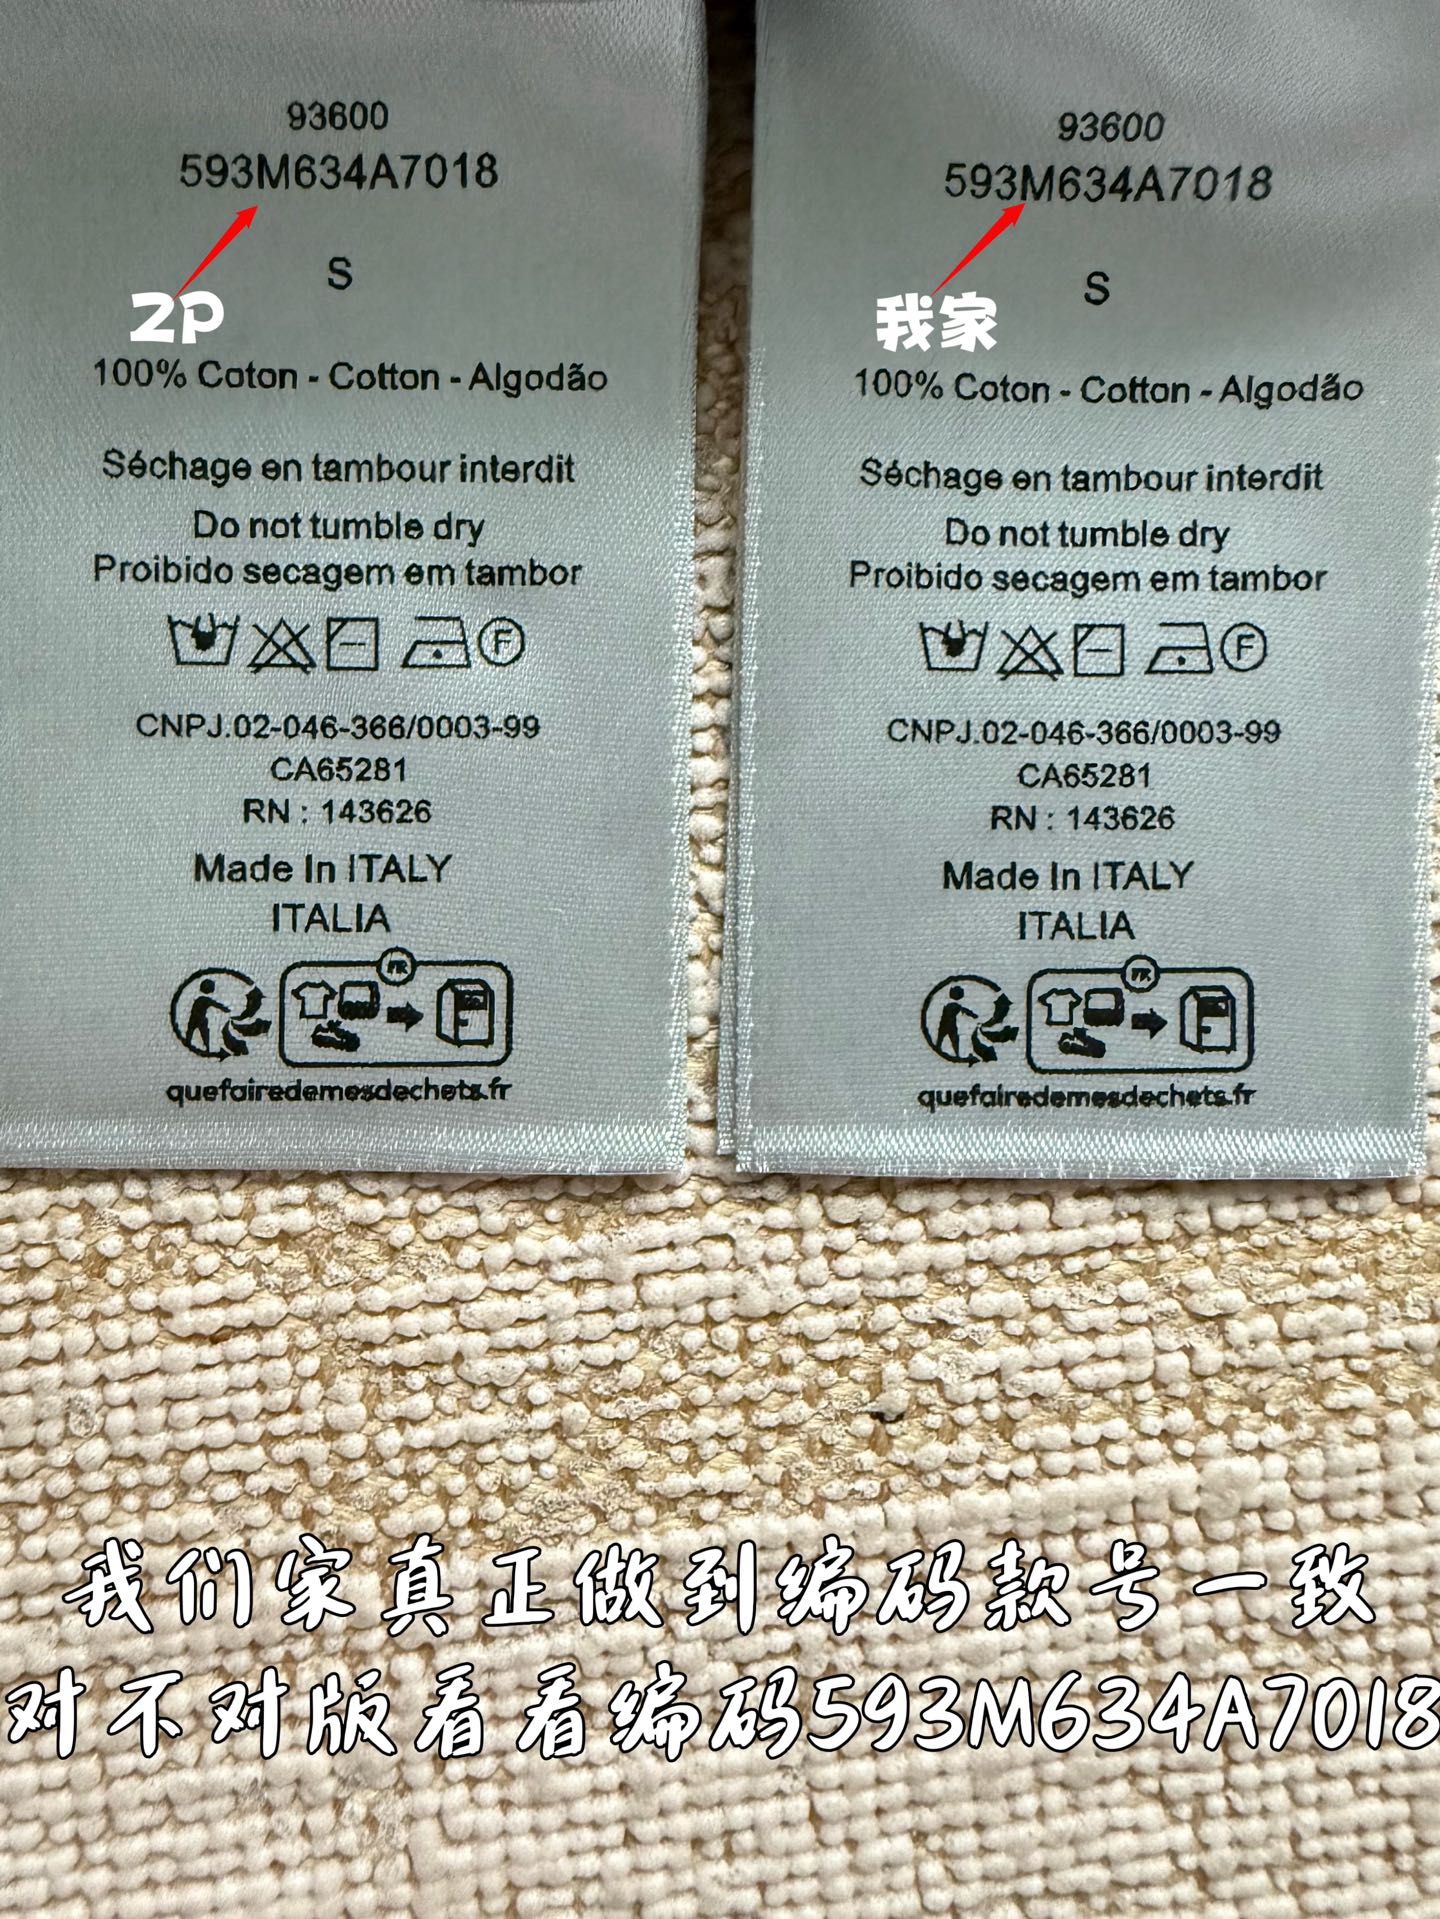 93600
593M634A7018
2P
S
100% Coton - Cotton - Algodão
Séchage en tambour interdit
Do not tumble dry
Proibido secagem em tambor
F
CNPJ.02-046-366/0003-99
CA65281
RN : 143626
Made In ITALY
ITALIA
FR
quefairedemesdechets.fr
93600
593M634A7018
我家
S
100% Coton - Cotton - Algodão
Séchage en tambour interdit
Do not tumble dry
Proibido secagem em tambor
F
CNPJ.02-046-366/0003-99
CA65281
RN : 143626
Made In ITALY
ITALIA
FR
quefairedemesdechets.fr
我们家真正做到编码款号一致
对不对版看看编码593M634A7018